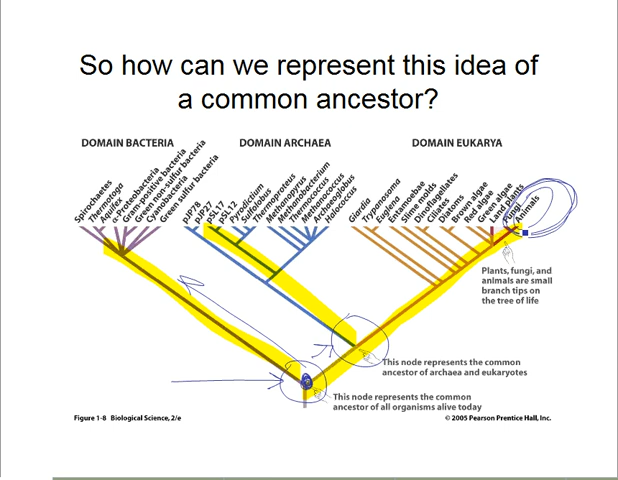 So how can we represent this idea of
a common ancestor?
DOMAIN BACTERIA
DOMAIN ARCHAEA
DOMAIN EUKARYA
Spirochaetes
Thermotoga
Aquifex
α-Proteobacteria
Gram-positive bacteria
Green non-sulfur bacteria
Cyanobacteria
Green sulfur bacteria
pJP78
pJP27
pSL17
pSL12
Pyrodictium
Sulfolobus
Thermoproteus
Methanopyrus
Methanobacterium
Thermococcus
Methanococcus
Archaeoglobus
Halococcus
Giardia
Trypanosoma
Euglena
Entamoebae
Slime molds
Dinoflagellates
Ciliates
Diatoms
Brown algae
Red algae
Green algae
Land plants
Fungi
Animals
Plants, fungi, and
animals are small
branch tips on
the tree of life
This node represents the common
ancestor of archaea and eukaryotes
This node represents the common
ancestor of all organisms alive today
Figure 1-8 Biological Science, 2/e
© 2005 Pearson Prentice Hall, Inc.